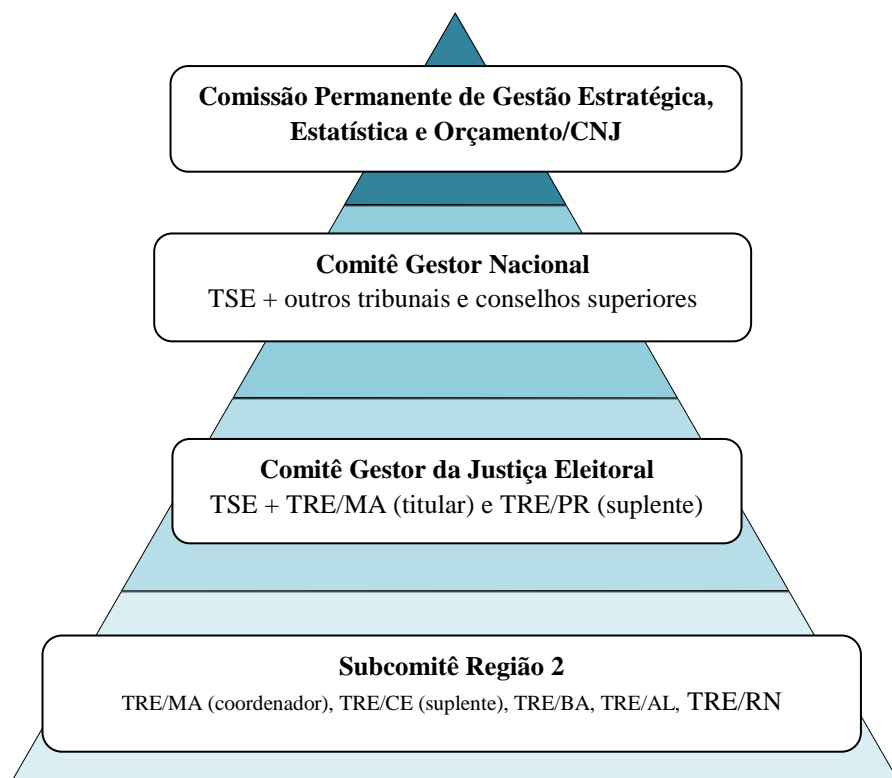 Comissão Permanente de Gestão Estratégica,
Estatística e Orçamento/CNJ
Comitê Gestor Nacional
TSE + outros tribunais e conselhos superiores
Comitê Gestor da Justiça Eleitoral
TSE + TRE/MA (titular) e TRE/PR (suplente)
Subcomitê Região 2
TRE/MA (coordenador), TRE/CE (suplente), TRE/BA, TRE/AL, TRE/RN